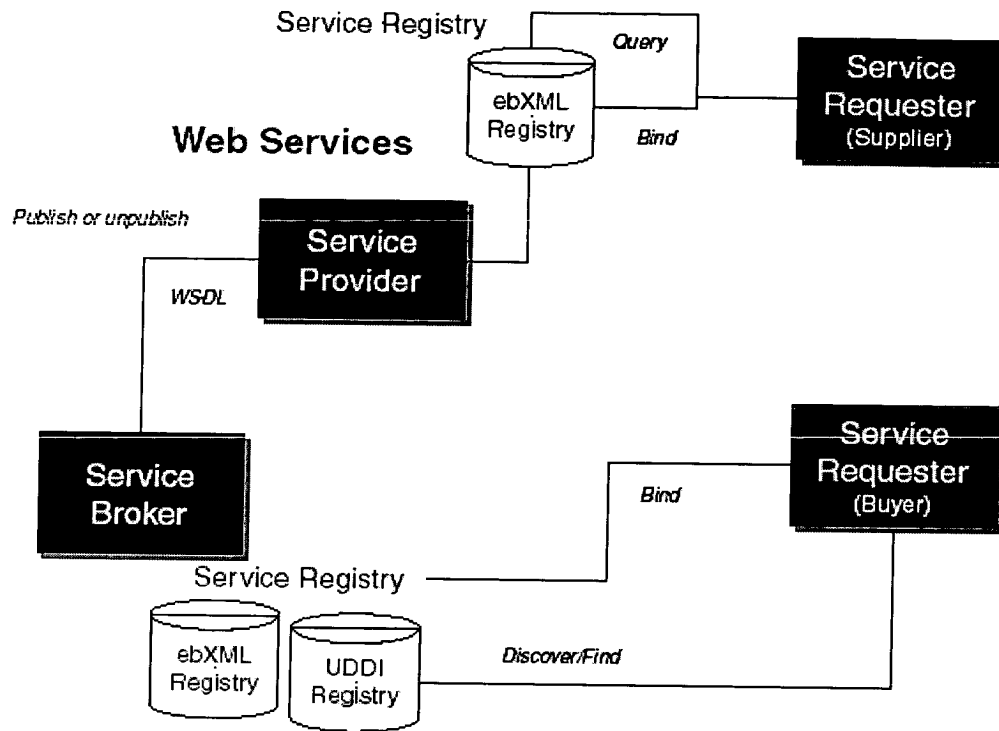 Service Registry
Query
ebXML
Registry
Service
Requester
(Supplier)
Bind
Web Services
Publish or unpublish
Service
Provider
WSDL
Service
Broker
Service
Requester
(Buyer)
Bind
Service Registry
ebXML
Registry
UDDI
Registry
Discover/Find